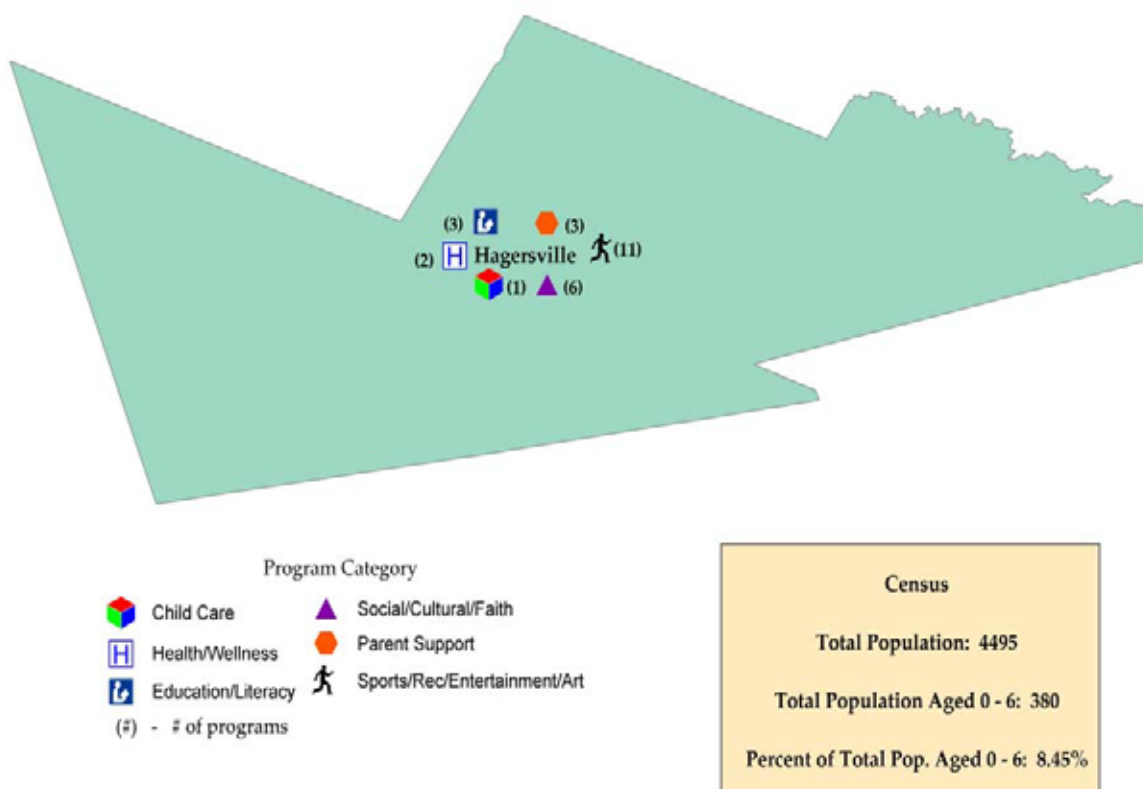 (3) (3)
(2) H Hagersville (11)
(1) (6)
Program Category
Child Care
Social/Cultural/Faith
H Health/Wellness
Parent Support
Education/Literacy
Sports/Rec/Entertainment/Art
(#) - # of programs
Census
Total Population: 4495
Total Population Aged 0 - 6: 380
Percent of Total Pop. Aged 0 - 6: 8.45%